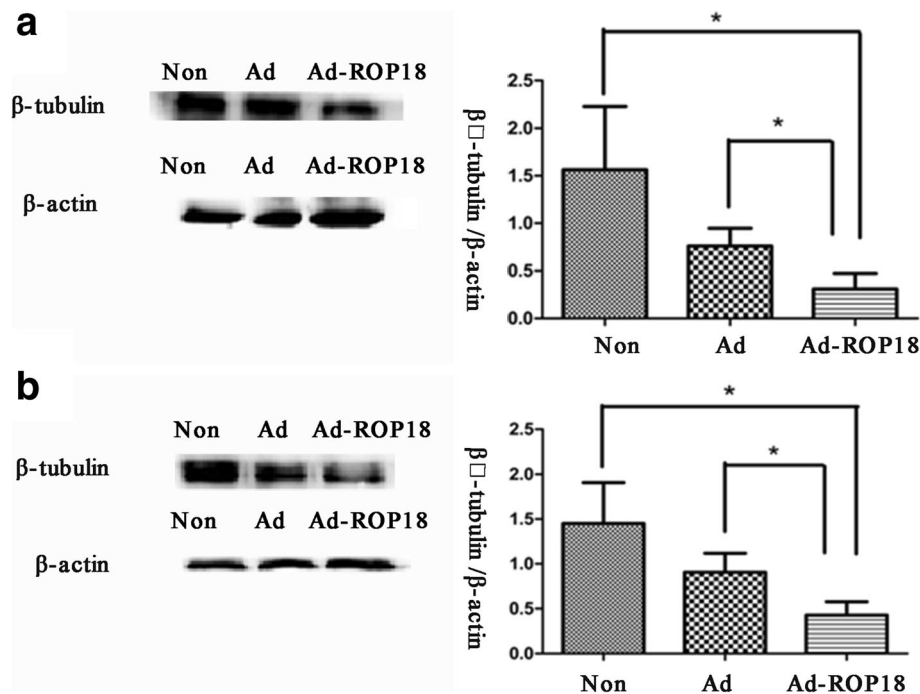 a
Non Ad Ad-ROP18
β-tubulin
Non Ad Ad-ROP18
β-actin
*
*
2.5
2.0
1.5
1.0
0.5
0.0
β□-tubulin /β-actin
Non Ad Ad-ROP18
b
Non Ad Ad-ROP18
β-tubulin
Non Ad Ad-ROP18
β-actin
*
*
2.5
2.0
1.5
1.0
0.5
0.0
β□-tubulin /β-actin
Non Ad Ad-ROP18